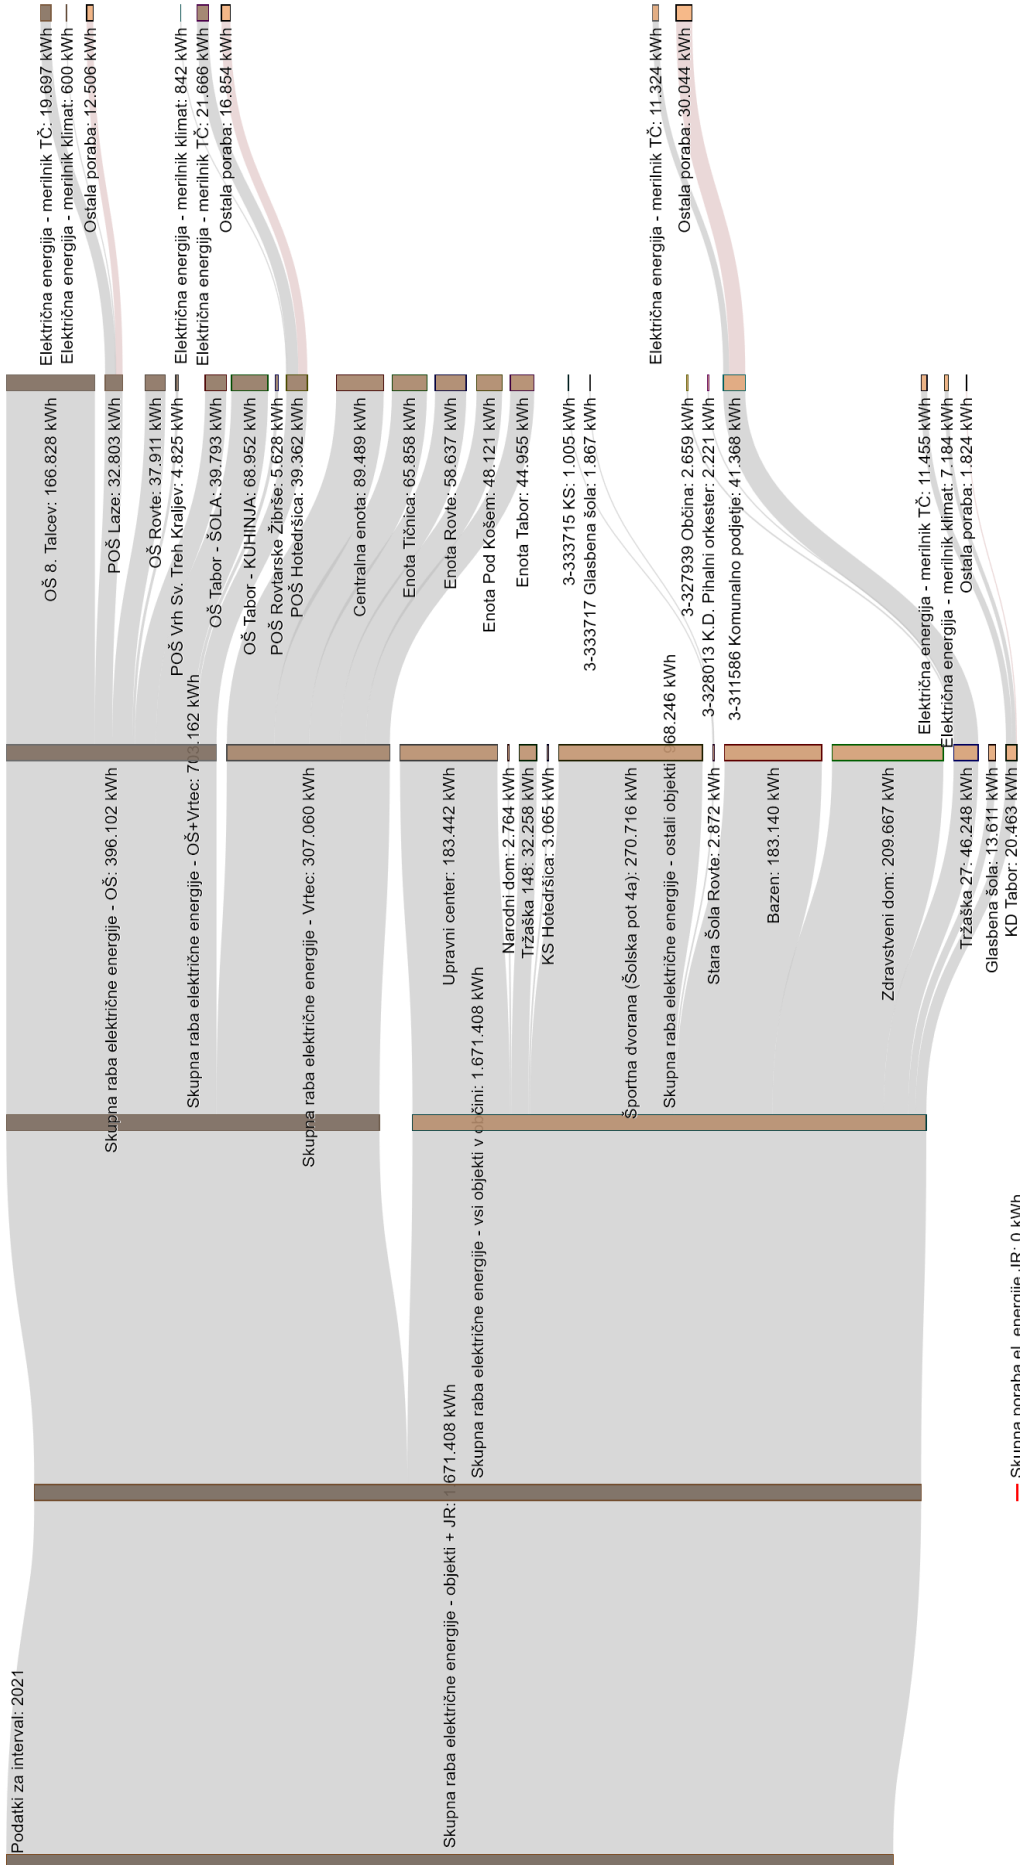 Podatki za interval: 2021
Skupna raba električne energije - objekti + JR: 1.671.408 kWh
Skupna raba električne energije - vsi objekti v občini: 1.671.408 kWh
Skupna poraba el. energije JR: 0 kWh
Skupna raba električne energije - OŠ+Vrtec: 703.162 kWh
Skupna raba električne energije - ostali objekti: 968.246 kWh
Skupna raba električne energije - OŠ: 396.102 kWh
Skupna raba električne energije - Vrtec: 307.060 kWh
Upravni center: 183.442 kWh
Narodni dom: 2.764 kWh
Tržaška 148: 32.258 kWh
KS Hotedršica: 3.065 kWh
Športna dvorana (Šolska pot 4a): 270.716 kWh
Stara Šola Rovte: 2.872 kWh
Bazen: 183.140 kWh
Zdravstveni dom: 209.667 kWh
Tržaška 27: 46.248 kWh
Glasbena šola: 13.611 kWh
KD Tabor: 20.463 kWh
OŠ 8. Talcev: 166.828 kWh
POŠ Laze: 32.803 kWh
OŠ Rovte: 37.911 kWh
POŠ Vrh Sv. Treh Kraljev: 4.825 kWh
OŠ Tabor - ŠOLA: 39.793 kWh
OŠ Tabor - KUHINJA: 68.952 kWh
POŠ Rovtarske Žibrše: 5.628 kWh
POŠ Hotedršica: 39.362 kWh
Centralna enota: 89.489 kWh
Enota Tičnica: 65.858 kWh
Enota Rovte: 58.637 kWh
Enota Pod Košem: 48.121 kWh
Enota Tabor: 44.955 kWh
3-333715 KS: 1.005 kWh
3-333717 Glasbena šola: 1.867 kWh
3-327939 Občina: 2.659 kWh
3-328013 K.D. Pihalni orkester: 2.221 kWh
3-311586 Komunalno podjetje: 41.368 kWh
Električna energija - merilnik TČ: 11.455 kWh
Električna energija - merilnik klimat: 7.184 kWh
Ostala poraba: 1.824 kWh
Električna energija - merilnik TČ: 19.697 kWh
Električna energija - merilnik klimat: 600 kWh
Ostala poraba: 12.506 kWh
Električna energija - merilnik klimat: 842 kWh
Električna energija - merilnik TČ: 21.666 kWh
Ostala poraba: 16.854 kWh
Električna energija - merilnik TČ: 11.324 kWh
Ostala poraba: 30.044 kWh